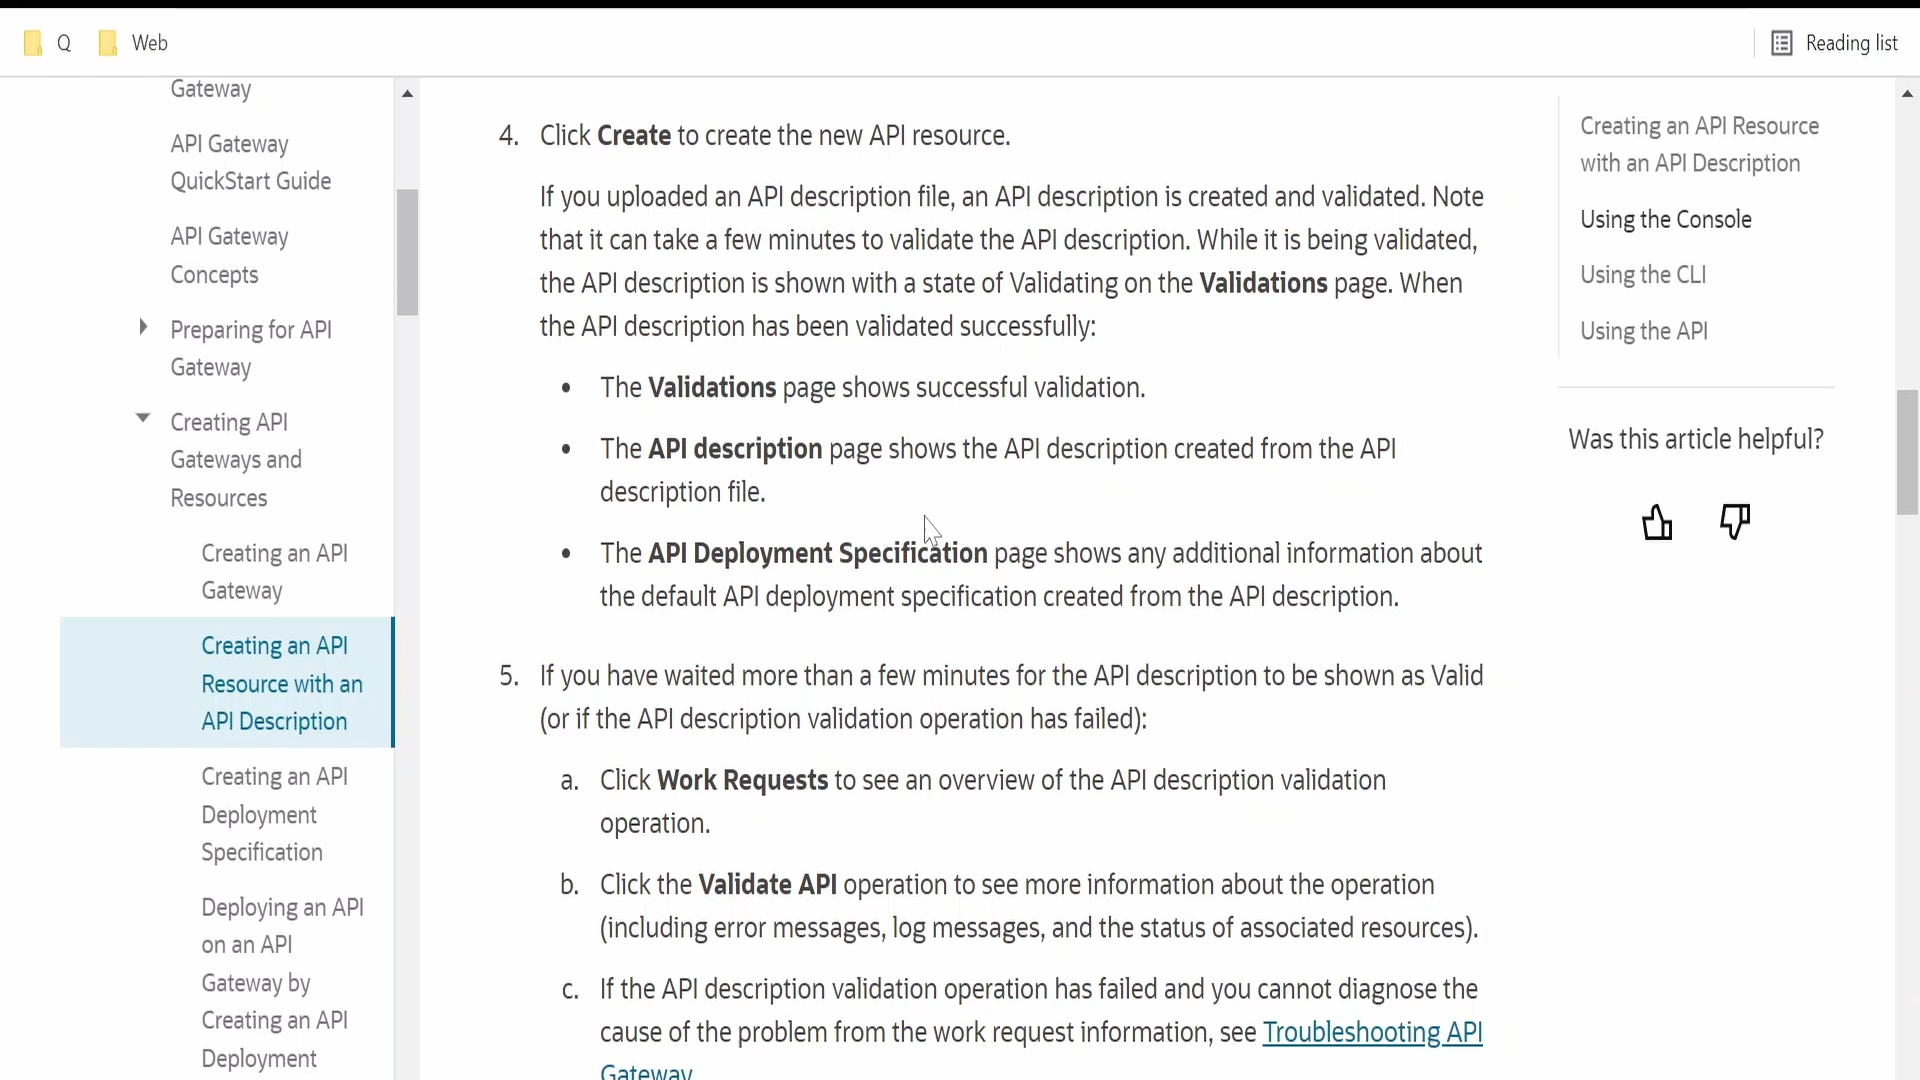 Q Web Reading list
Gateway
API Gateway
QuickStart Guide
API Gateway
Concepts
Preparing for API
Gateway
Creating API
Gateways and
Resources
Creating an API
Gateway
Creating an API
Resource with an
API Description
Creating an API
Deployment
Specification
Deploying an API
on an API
Gateway by
Creating an API
Deployment
4. Click Create to create the new API resource.
If you uploaded an API description file, an API description is created and validated. Note
that it can take a few minutes to validate the API description. While it is being validated,
the API description is shown with a state of Validating on the Validations page. When
the API description has been validated successfully:
• The Validations page shows successful validation.
• The API description page shows the API description created from the API
description file.
• The API Deployment Specification page shows any additional information about
the default API deployment specification created from the API description.
5. If you have waited more than a few minutes for the API description to be shown as Valid
(or if the API description validation operation has failed):
a. Click Work Requests to see an overview of the API description validation
operation.
b. Click the Validate API operation to see more information about the operation
(including error messages, log messages, and the status of associated resources).
c. If the API description validation operation has failed and you cannot diagnose the
cause of the problem from the work request information, see Troubleshooting API
Gateway
Creating an API Resource
with an API Description
Using the Console
Using the CLI
Using the API
Was this article helpful?